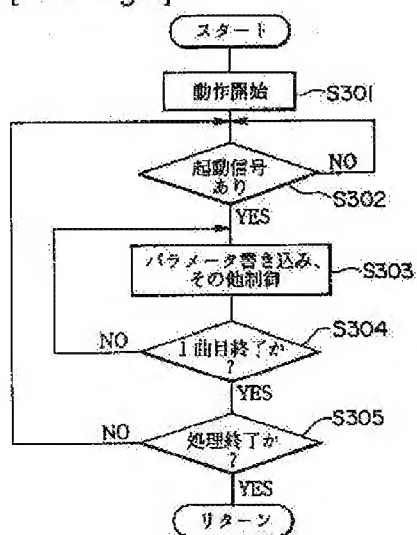 スタート
動作開始
S301
起動信号
あり
NO
S302
YES
パラメータ書き込み、
その他制御
S303
S304
NO
1曲目終了か
?
YES
S305
NO
処理終了か
?
YES
リターン